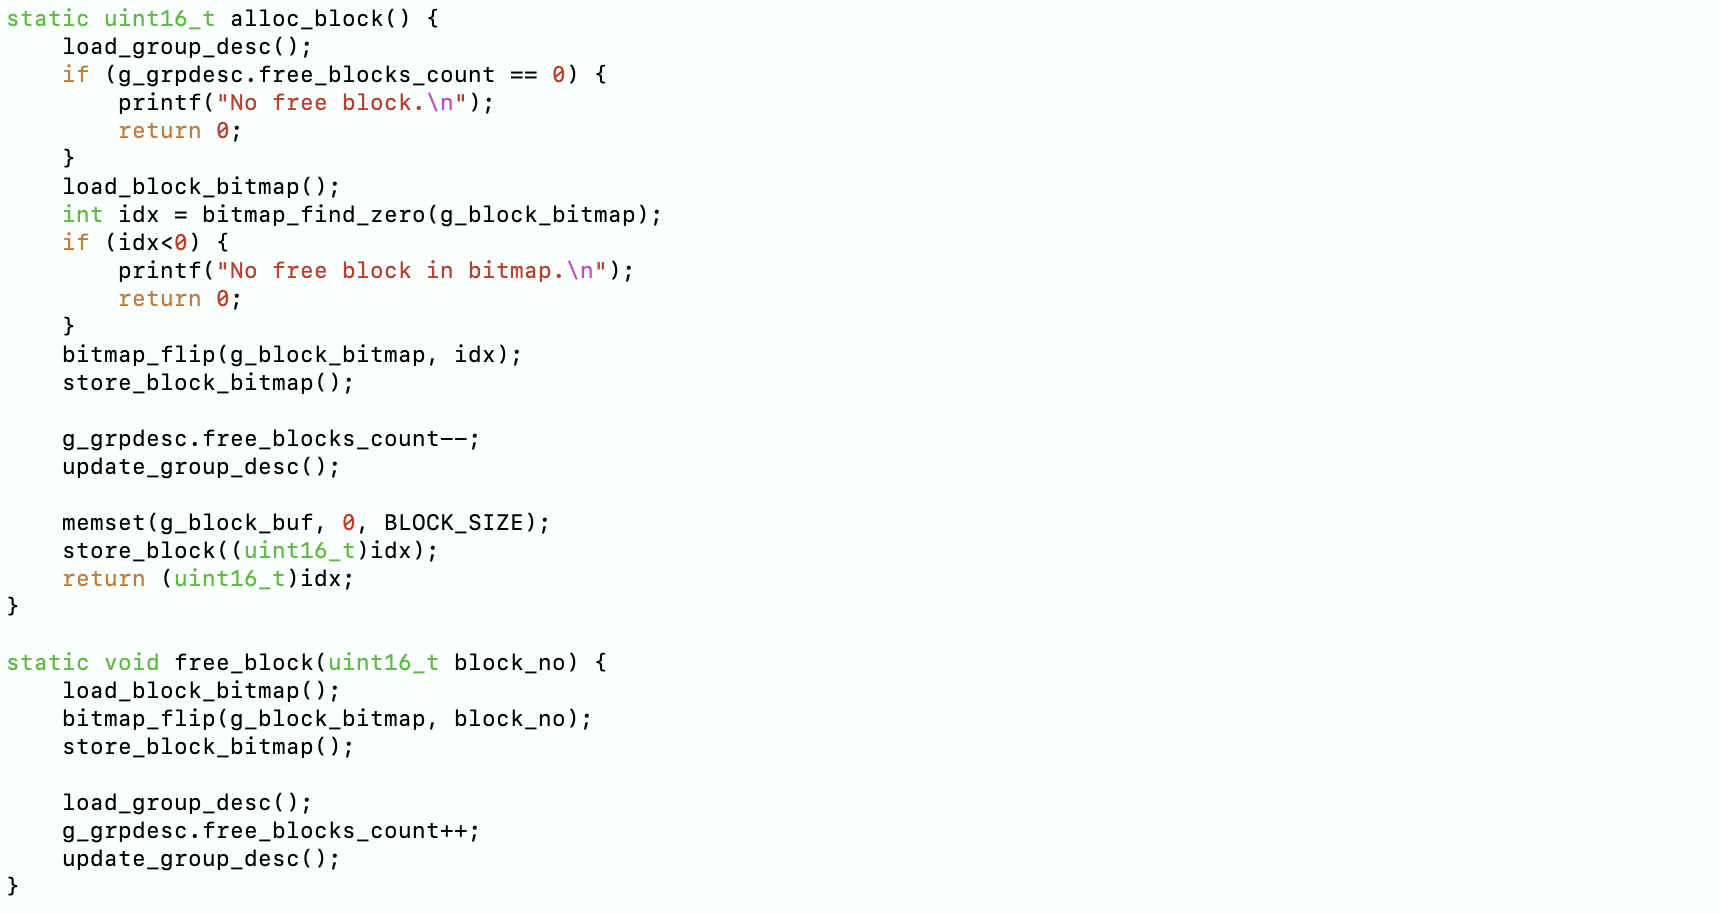 static uint16_t alloc_block() {
    load_group_desc();
    if (g_grpdesc.free_blocks_count == 0) {
        printf("No free block.\n");
        return 0;
    }
    load_block_bitmap();
    int idx = bitmap_find_zero(g_block_bitmap);
    if (idx<0) {
        printf("No free block in bitmap.\n");
        return 0;
    }
    bitmap_flip(g_block_bitmap, idx);
    store_block_bitmap();

    g_grpdesc.free_blocks_count--;
    update_group_desc();

    memset(g_block_buf, 0, BLOCK_SIZE);
    store_block((uint16_t)idx);
    return (uint16_t)idx;
}

static void free_block(uint16_t block_no) {
    load_block_bitmap();
    bitmap_flip(g_block_bitmap, block_no);
    store_block_bitmap();

    load_group_desc();
    g_grpdesc.free_blocks_count++;
    update_group_desc();
}